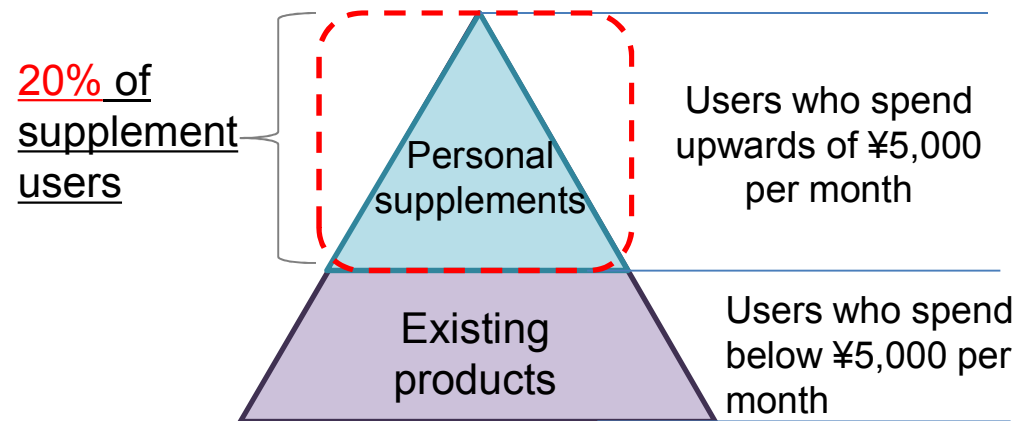 20% of
supplement
users
Personal
supplements
Users who spend
upwards of ¥5,000
per month
Existing
products
Users who spend
below ¥5,000 per
month